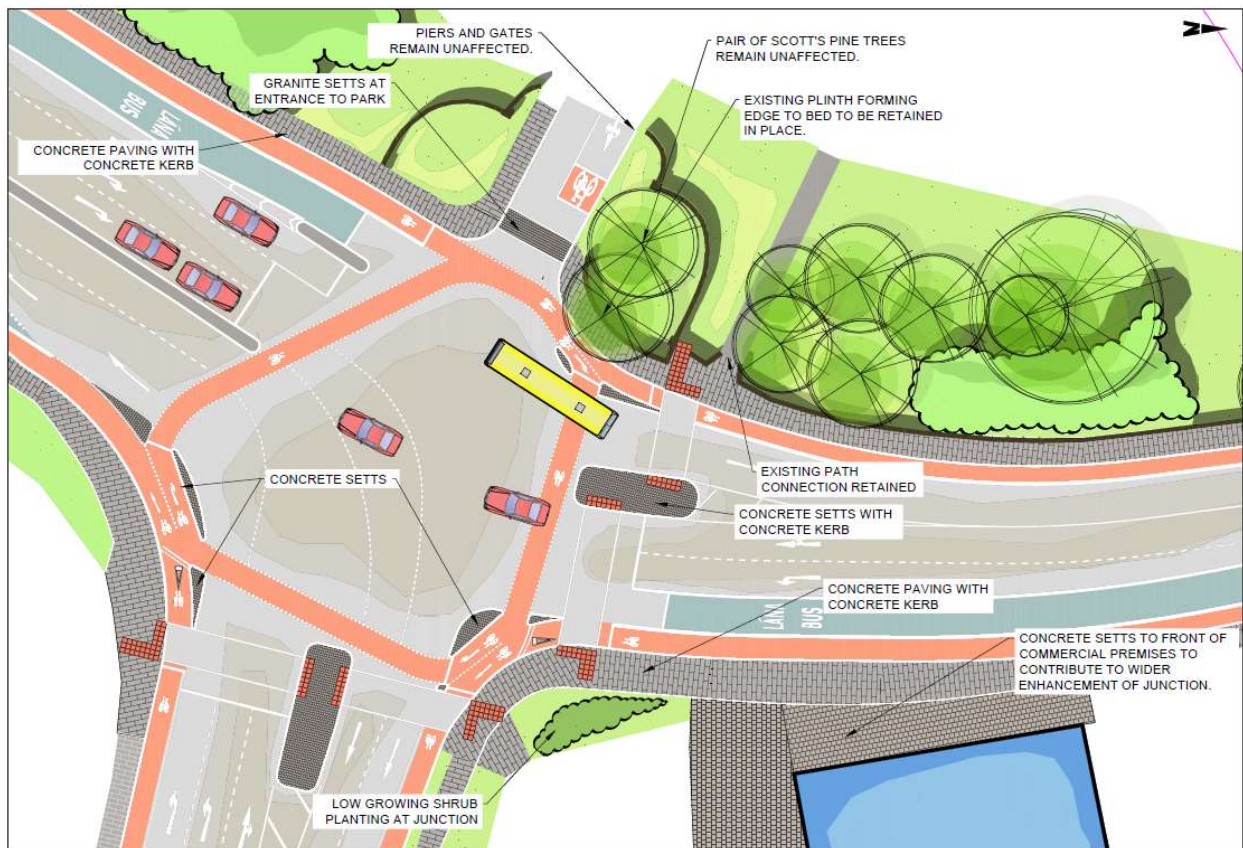 PIERS AND GATES
REMAIN UNAFFECTED.
PAIR OF SCOTT'S PINE TREES
REMAIN UNAFFECTED.
N
GRANITE SETTS AT
ENTRANCE TO PARK
EXISTING PLINTH FORMING
EDGE TO BED TO BE RETAINED
IN PLACE.
LÁNA
BUS
CONCRETE PAVING WITH
CONCRETE KERB
CONCRETE SETTS
EXISTING PATH
CONNECTION RETAINED
CONCRETE SETTS WITH
CONCRETE KERB
CONCRETE PAVING WITH
CONCRETE KERB
LÁNA
BUS
CONCRETE SETTS TO FRONT OF
COMMERCIAL PREMISES TO
CONTRIBUTE TO WIDER
ENHANCEMENT OF JUNCTION.
LOW GROWING SHRUB
PLANTING AT JUNCTION